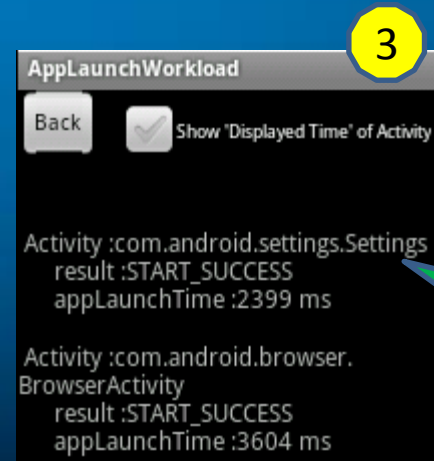 3
AppLaunchWorkload
Back
Show 'Displayed Time' of Activity
Activity :com.android.settings.Settings
result :START_SUCCESS
appLaunchTime :2399 ms
Activity :com.android.browser.
BrowserActivity
result :START_SUCCESS
appLaunchTime :3604 ms